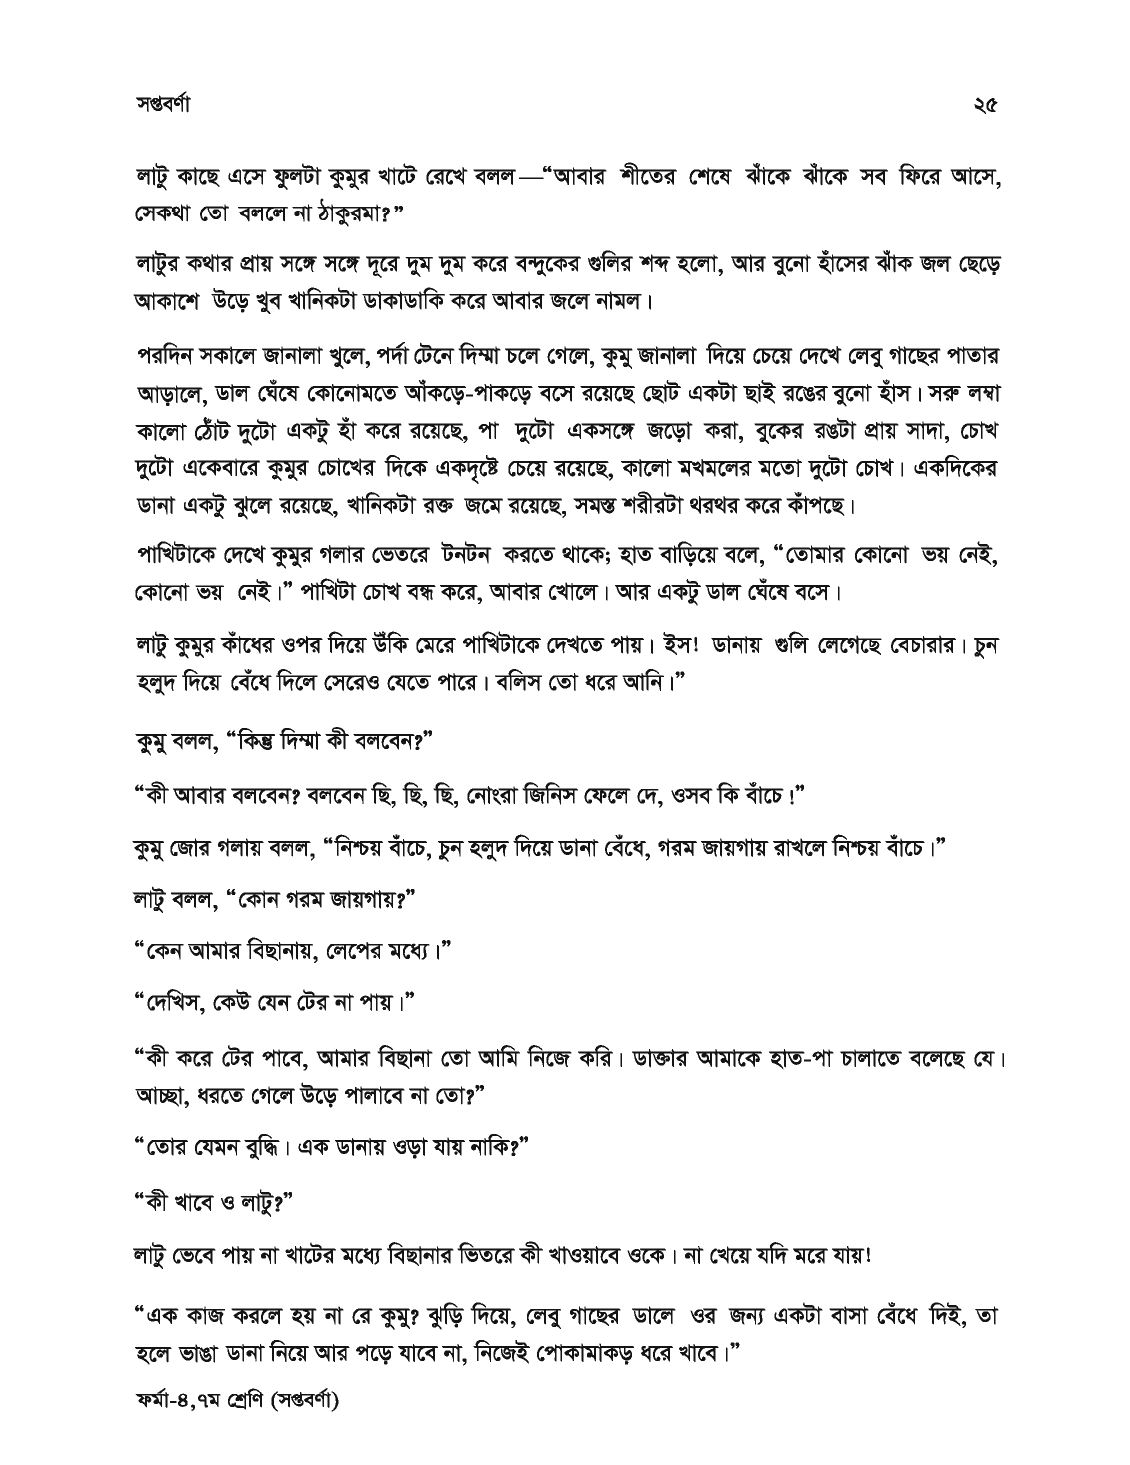 সপ্তবর্ণা ২৫
লাটু কাছে এসে ফুলটা কুমুর খাটে রেখে বলল—“আবার শীতের শেষে ঝাঁকে ঝাঁকে সব ফিরে আসে,
সেকথা তো বললে না ঠাকুরমা?”
লাটুর কথার প্রায় সঙ্গে সঙ্গে দূরে দুম দুম করে বন্দুকের গুলির শব্দ হলো, আর বুনো হাঁসের ঝাঁক জল ছেড়ে
আকাশে উড়ে খুব খানিকটা ডাকাডাকি করে আবার জলে নামল।
পরদিন সকালে জানালা খুলে, পর্দা টেনে দিম্মা চলে গেলে, কুমু জানালা দিয়ে চেয়ে দেখে লেবু গাছের পাতার
আড়ালে, ডাল ঘেঁষে কোনোমতে আঁকড়ে-পাকড়ে বসে রয়েছে ছোট একটা ছাই রঙের বুনো হাঁস। সরু লম্বা
কালো ঠোঁট দুটো একটু হাঁ করে রয়েছে, পা দুটো একসঙ্গে জড়ো করা, বুকের রঙটা প্রায় সাদা, চোখ
দুটো একেবারে কুমুর চোখের দিকে একদৃষ্টে চেয়ে রয়েছে, কালো মখমলের মতো দুটো চোখ। একদিকের
ডানা একটু ঝুলে রয়েছে, খানিকটা রক্ত জমে রয়েছে, সমস্ত শরীরটা থরথর করে কাঁপছে।
পাখিটাকে দেখে কুমুর গলার ভেতরে টনটন করতে থাকে; হাত বাড়িয়ে বলে, “তোমার কোনো ভয় নেই,
কোনো ভয় নেই।” পাখিটা চোখ বন্ধ করে, আবার খোলে। আর একটু ডাল ঘেঁষে বসে।
লাটু কুমুর কাঁধের ওপর দিয়ে উঁকি মেরে পাখিটাকে দেখতে পায়। ইস! ডানায় গুলি লেগেছে বেচারার। চুন
হলুদ দিয়ে বেঁধে দিলে সেরেও যেতে পারে। বলিস তো ধরে আনি।”
কুমু বলল, “কিন্তু দিম্মা কী বলবেন?”
“কী আবার বলবেন? বলবেন ছি, ছি, ছি, নোংরা জিনিস ফেলে দে, ওসব কি বাঁচে!”
কুমু জোর গলায় বলল, “নিশ্চয় বাঁচে, চুন হলুদ দিয়ে ডানা বেঁধে, গরম জায়গায় রাখলে নিশ্চয় বাঁচে।”
লাটু বলল, “কোন গরম জায়গায়?”
“কেন আমার বিছানায়, লেপের মধ্যে।”
“দেখিস, কেউ যেন টের না পায়।”
“কী করে টের পাবে, আমার বিছানা তো আমি নিজে করি। ডাক্তার আমাকে হাত-পা চালাতে বলেছে যে।
আচ্ছা, ধরতে গেলে উড়ে পালাবে না তো?”
“তোর যেমন বুদ্ধি। এক ডানায় ওড়া যায় নাকি?”
“কী খাবে ও লাটু?”
লাটু ভেবে পায় না খাটের মধ্যে বিছানার ভিতরে কী খাওয়াবে ওকে। না খেয়ে যদি মরে যায়!
“এক কাজ করলে হয় না রে কুমু? ঝুড়ি দিয়ে, লেবু গাছের ডালে ওর জন্য একটা বাসা বেঁধে দিই, তা
হলে ভাঙা ডানা নিয়ে আর পড়ে যাবে না, নিজেই পোকামাকড় ধরে খাবে।”
ফর্মা-৪,৭ম শ্রেণি (সপ্তবর্ণা)